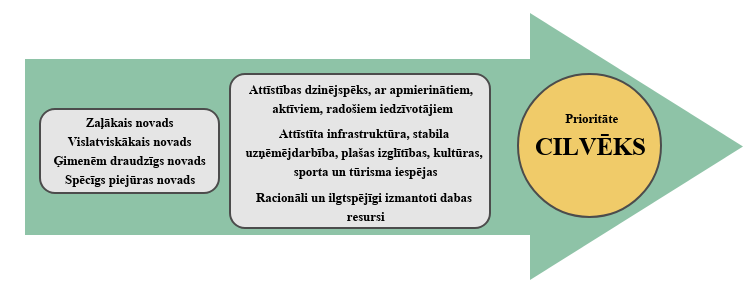 Zaļākais novads
Vislatviskākais novads
Ģimenēm draudzīgs novads
Spēcīgs piejūras novads
Attīstības dzinējspēks, ar apmierinātiem,
aktīviem, radošiem iedzīvotājiem
Attīstīta infrastruktūra, stabila
uzņēmējdarbība, plašas izglītības, kultūras,
sporta un tūrisma iespējas
Racionāli un ilgtspējīgi izmantoti dabas
resursi
Prioritāte
CILVĒKS